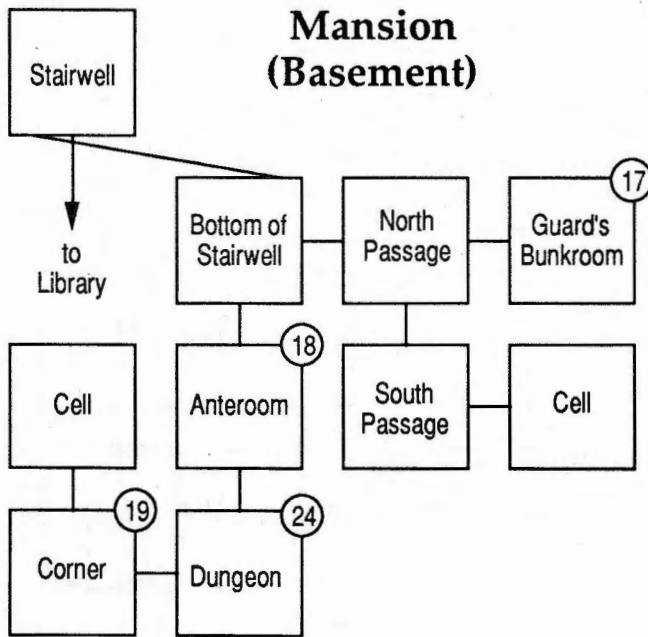 Mansion
(Basement)
Stairwell
to
Library
Bottom of
Stairwell
North
Passage
17
Guard's
Bunkroom
Cell
18
Anteroom
South
Passage
Cell
19
Corner
24
Dungeon